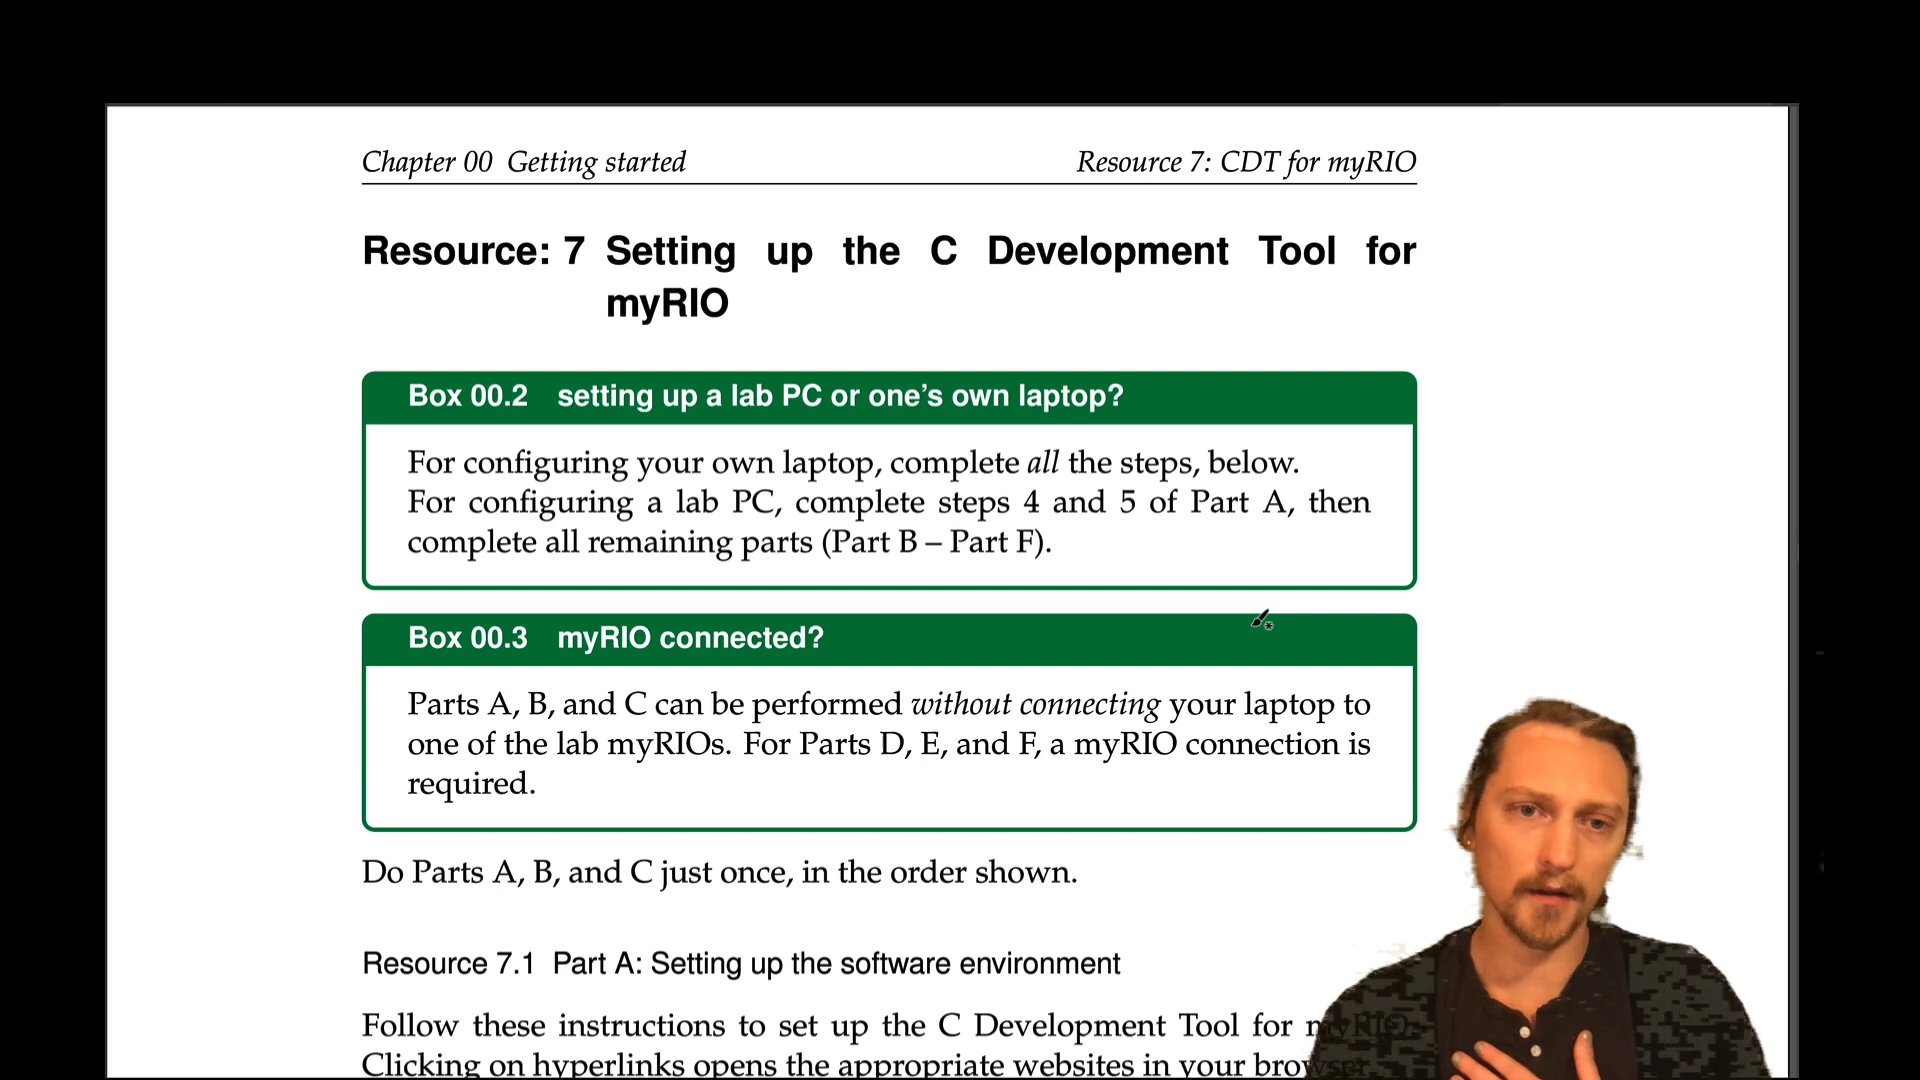 Chapter 00 Getting started Resource 7: CDT for myRIO
Resource: 7 Setting up the C Development Tool for
myRIO
Box 00.2 setting up a lab PC or one's own laptop?
For configuring your own laptop, complete all the steps, below.
For configuring a lab PC, complete steps 4 and 5 of Part A, then
complete all remaining parts (Part B – Part F).
Box 00.3 myRIO connected?
Parts A, B, and C can be performed without connecting your laptop to
one of the lab myRIOs. For Parts D, E, and F, a myRIO connection is
required.
Do Parts A, B, and C just once, in the order shown.
Resource 7.1 Part A: Setting up the software environment
Follow these instructions to set up the C Development Tool for myRIO.
Clicking on hyperlinks opens the appropriate websites in your browser.